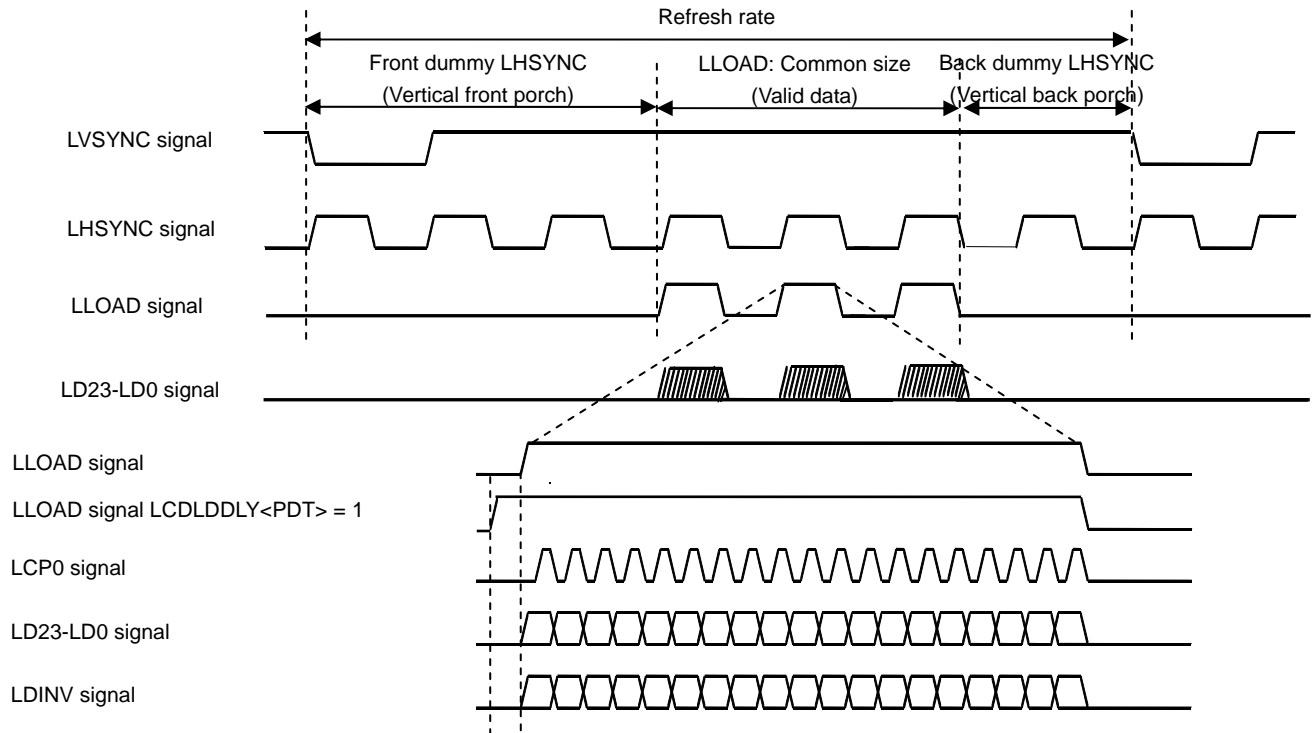 Refresh rate
Front dummy LHSYNC
(Vertical front porch)
LLOAD: Common size
(Valid data)
Back dummy LHSYNC
(Vertical back porch)
LVSYNC signal
LHSYNC signal
LLOAD signal
LD23-LD0 signal
LLOAD signal
LLOAD signal LCDLDDLY<PDT> = 1
LCP0 signal
LD23-LD0 signal
LDINV signal